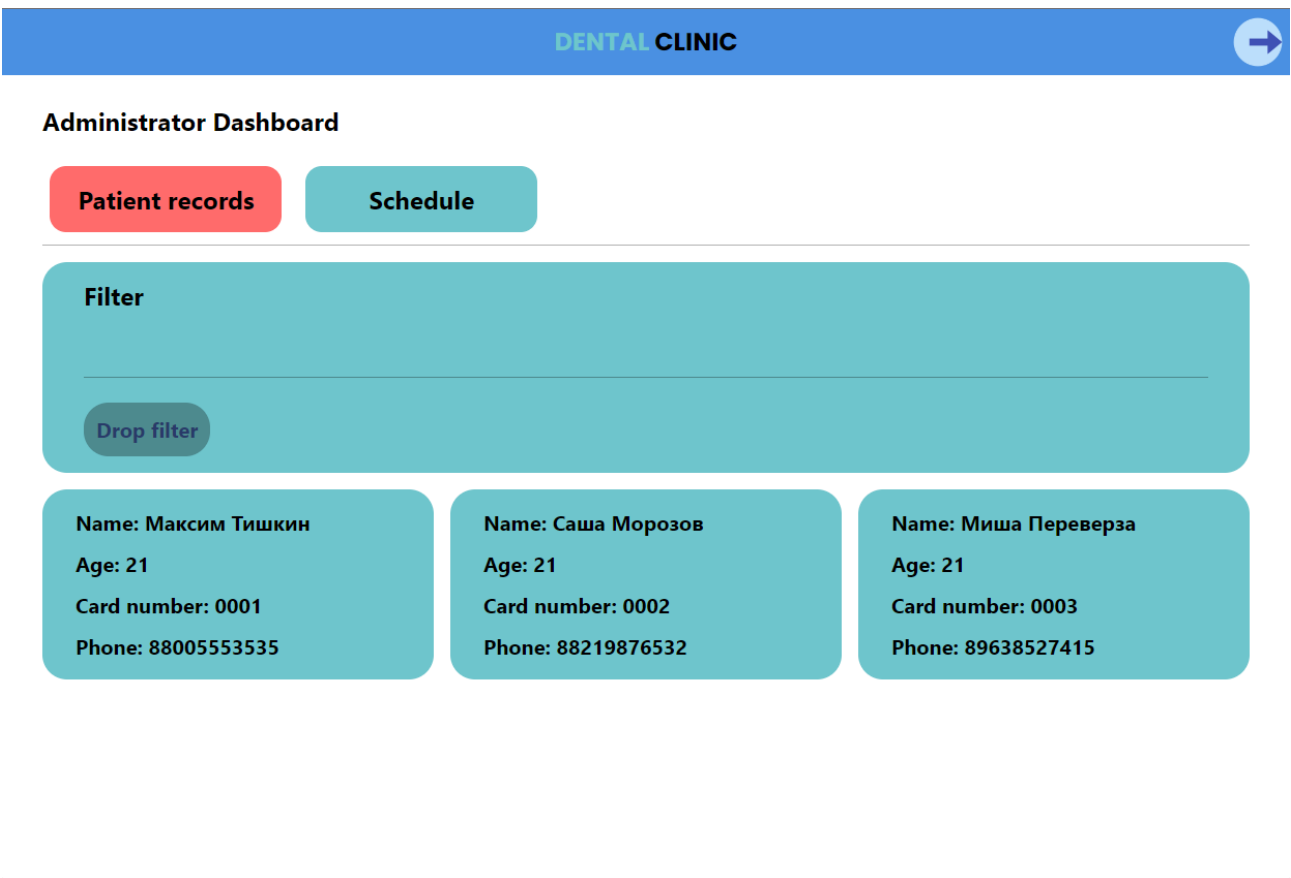 DENTAL CLINIC
Administrator Dashboard
Patient records
Schedule
Filter
Drop filter
Name: Максим Тишкин
Age: 21
Card number: 0001
Phone: 88005553535
Name: Саша Морозов
Age: 21
Card number: 0002
Phone: 88219876532
Name: Миша Переверза
Age: 21
Card number: 0003
Phone: 89638527415